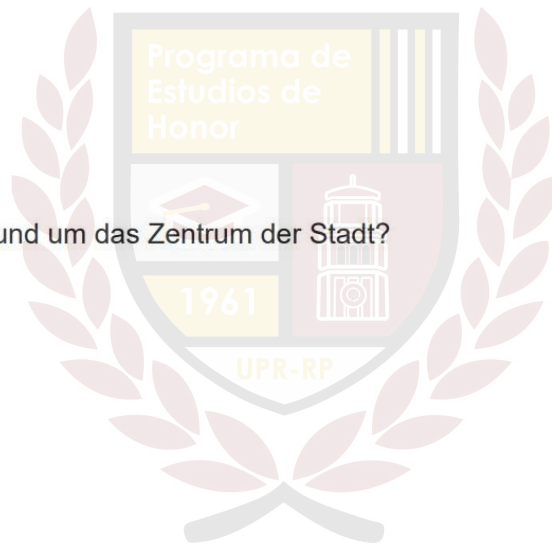 Programa de
Estudios de
Honor
und um das Zentrum der Stadt?
1961
UPR-RP